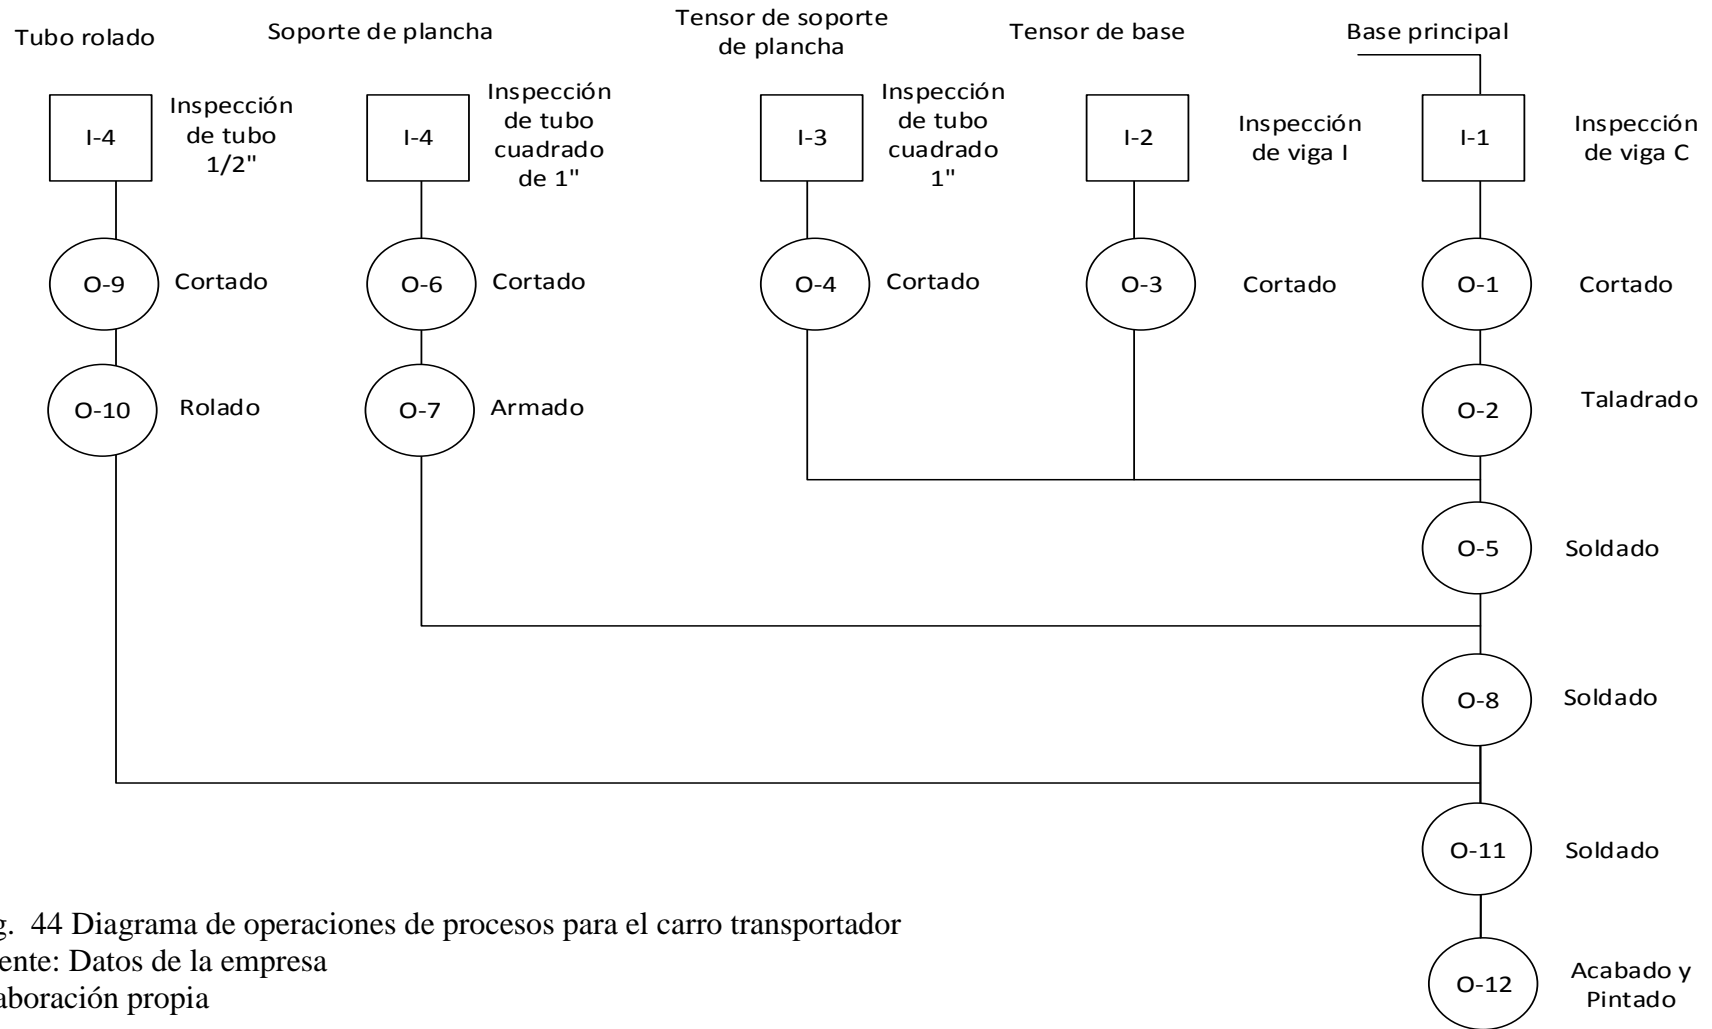 Tubo rolado
Soporte de plancha
Tensor de soporte
de plancha
Tensor de base
Base principal
I-4
Inspección
de tubo
1/2"
I-4
Inspección
de tubo
cuadrado
de 1"
I-3
Inspección
de tubo
cuadrado
1"
I-2
Inspección
de viga I
I-1
Inspección
de viga C
O-9
Cortado
O-6
Cortado
O-4
Cortado
O-3
Cortado
O-1
Cortado
O-10
Rolado
O-7
Armado
O-2
Taladrado
O-5
Soldado
O-8
Soldado
O-11
Soldado
O-12
Acabado y
Pintado
g. 44 Diagrama de operaciones de procesos para el carro transportador
ente: Datos de la empresa
aboración propia